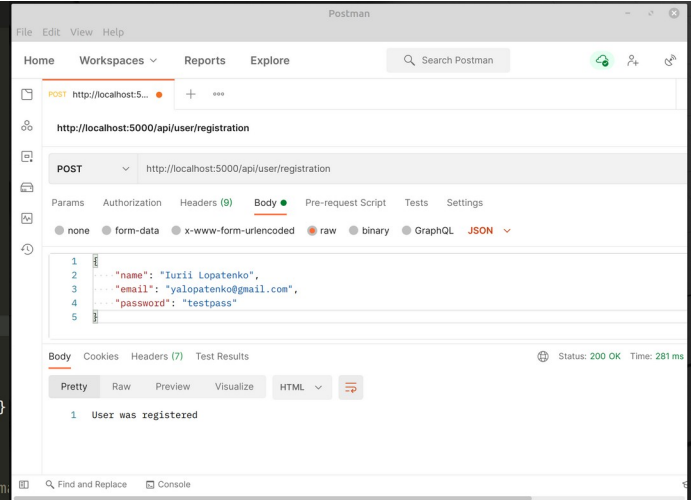 Postman
File Edit View Help
Home Workspaces Reports Explore Search Postman
POST http://localhost:5... + ooo
http://localhost:5000/api/user/registration
POST http://localhost:5000/api/user/registration
Params Authorization Headers (9) Body Pre-request Script Tests Settings
none form-data x-www-form-urlencoded raw binary GraphQL JSON
1 {
2 ····"name": "Iurii Lopatenko",
3 ····"email": "yalopatenko@gmail.com",
4 ····"password": "testpass"
5 }
Body Cookies Headers (7) Test Results Status: 200 OK Time: 281 ms
Pretty Raw Preview Visualize HTML
}
1 User was registered
Find and Replace Console